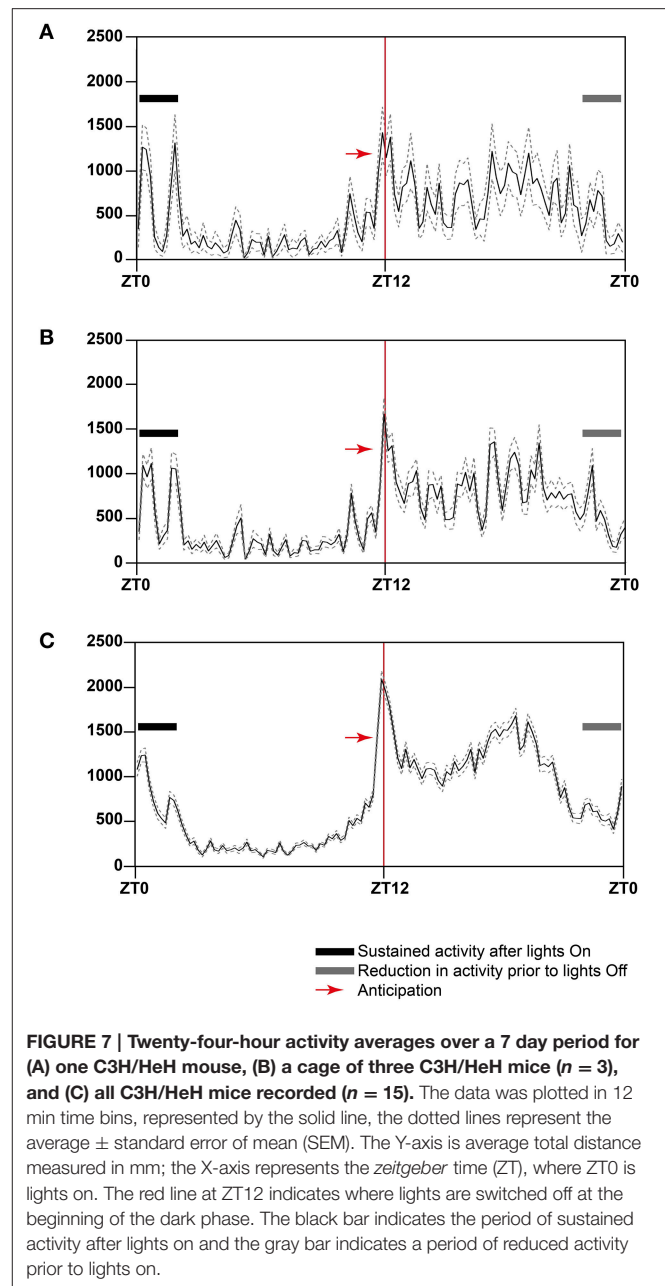 A
2500
2000
1500
1000
500
0
ZT0
ZT12
ZT0
B
2500
2000
1500
1000
500
0
ZT0
ZT12
ZT0
C
2500
2000
1500
1000
500
0
ZT0
ZT12
ZT0
Sustained activity after lights On
Reduction in activity prior to lights Off
Anticipation
FIGURE 7 | Twenty-four-hour activity averages over a 7 day period for
(A) one C3H/HeH mouse, (B) a cage of three C3H/HeH mice (n = 3),
and (C) all C3H/HeH mice recorded (n = 15). The data was plotted in 12
min time bins, represented by the solid line, the dotted lines represent the
average ± standard error of mean (SEM). The Y-axis is average total distance
measured in mm; the X-axis represents the zeitgeber time (ZT), where ZT0 is
lights on. The red line at ZT12 indicates where lights are switched off at the
beginning of the dark phase. The black bar indicates the period of sustained
activity after lights on and the gray bar indicates a period of reduced activity
prior to lights on.